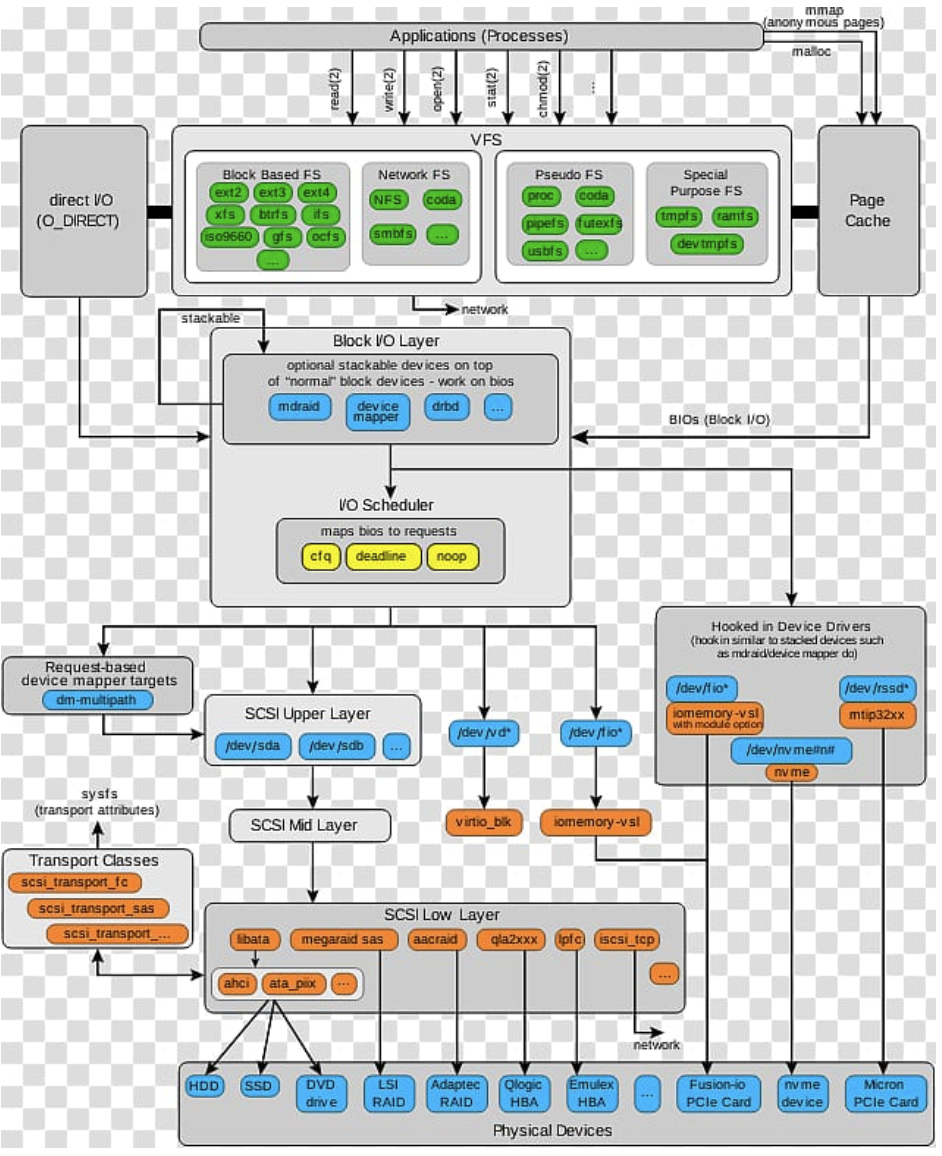 mmap
(anonymous pages)
Applications (Processes)
malloc
read(2)
write(2)
open(2)
stat(2)
chmod(2)
...
VFS
direct I/O
(O_DIRECT)
Block Based FS
ext2 ext3 ext4
xfs btrfs ifs
iso9660 gfs ocfs
...
Network FS
NFS coda
smbfs ...
Pseudo FS
proc coda
pipefs futexfs
usbfs ...
Special
Purpose FS
tmpfs ramfs
devtmpfs
Page
Cache
network
stackable
Block I/O Layer
optional stackable devices on top
of "normal" block devices - work on bios
mdraid device mapper drbd ...
BIOs (Block I/O)
I/O Scheduler
maps bios to requests
cfq deadline noop
Hooked in Device Drivers
(hook in similar to stacked devices such
as mdraid/device mapper do)
/dev/fio* /dev/rssd*
iomemory-vsl mtip32xx
with module option
/dev/nvme#n#
nvme
Request-based
device mapper targets
dm-multipath
SCSI Upper Layer
/dev/sda /dev/sdb ...
/dev/vd* /dev/fio*
sysfs
(transport attributes)
SCSI Mid Layer
virtio_blk iomemory-vsl
Transport Classes
scsi_transport_fc
scsi_transport_sas
scsi_transport_...
SCSI Low Layer
libata megaraid sas aacraid qla2xxx lpfc iscsi_tcp
ahci ata_piix ... ...
network
HDD SSD DVD drive LSI RAID Adaptec RAID Qlogic HBA Emulex HBA ... Fusion-io PCIe Card nvme device Micron PCIe Card
Physical Devices